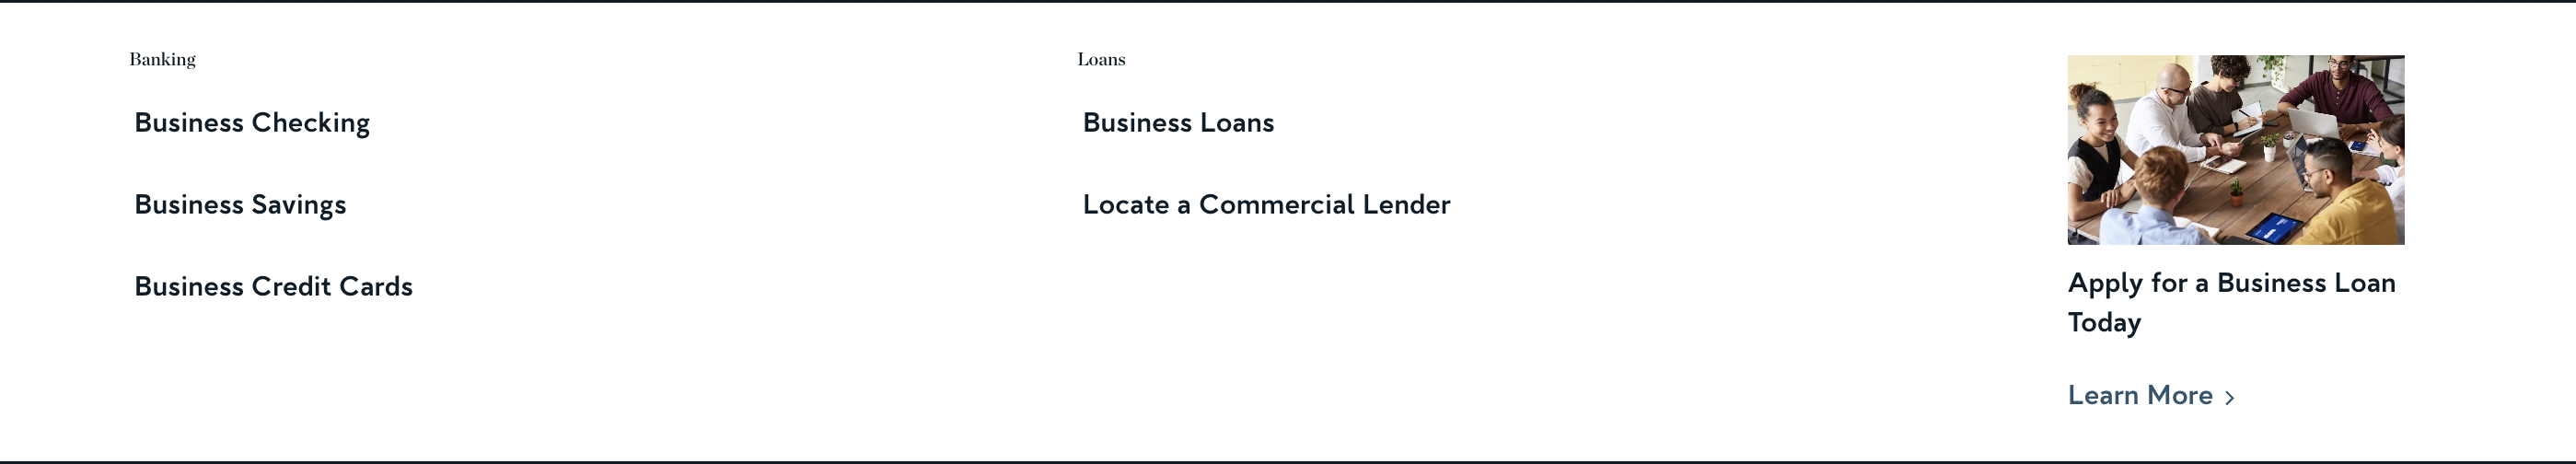 Banking
Business Checking
Business Savings
Business Credit Cards
Loans
Business Loans
Locate a Commercial Lender
Apply for a Business Loan
Today
Learn More